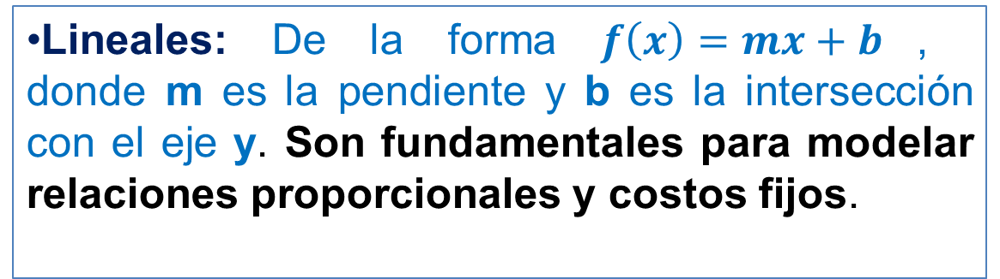 •Lineales: De la forma f(x) = mx + b ,
donde m es la pendiente y b es la intersección
con el eje y. Son fundamentales para modelar
relaciones proporcionales y costos fijos.